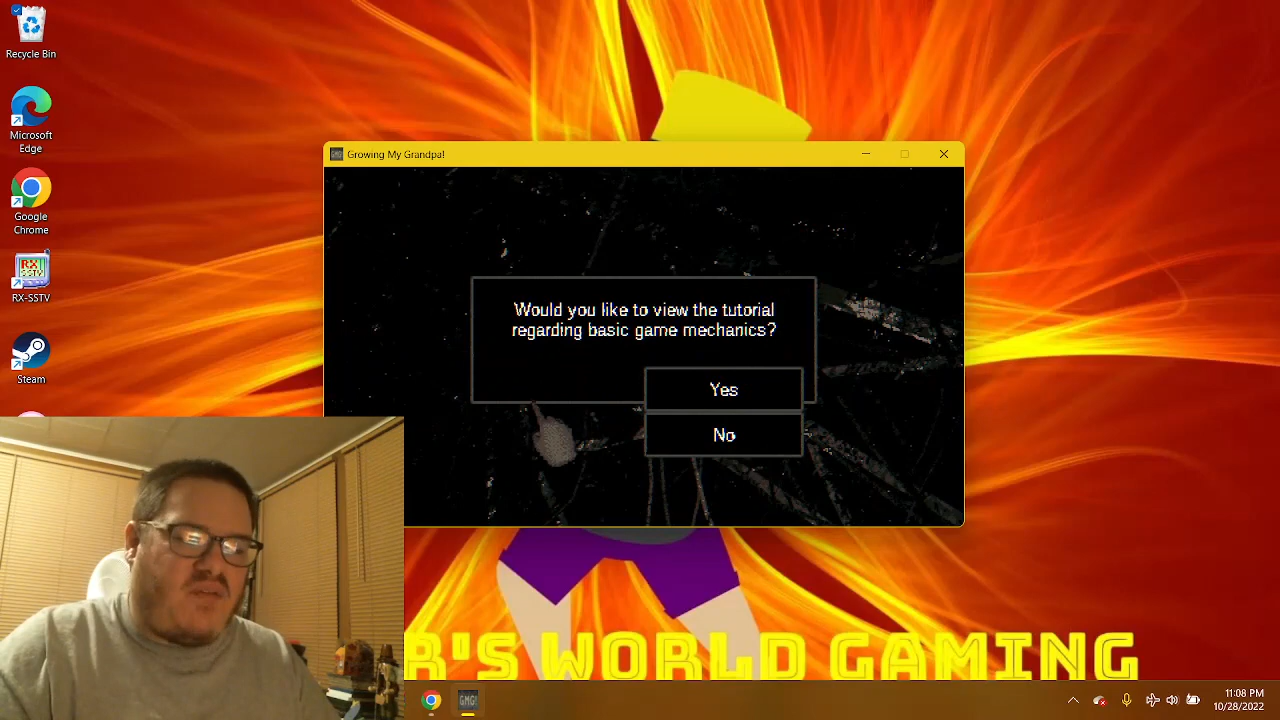 Recycle Bin
Microsoft
Edge
Google
Chrome
RX-SSTV
Steam
Growing My Grandpa!
Would you like to view the tutorial
regarding basic game mechanics?
Yes
No
R'S WORLD GAMING
GMG!
11:08 PM
10/28/2022